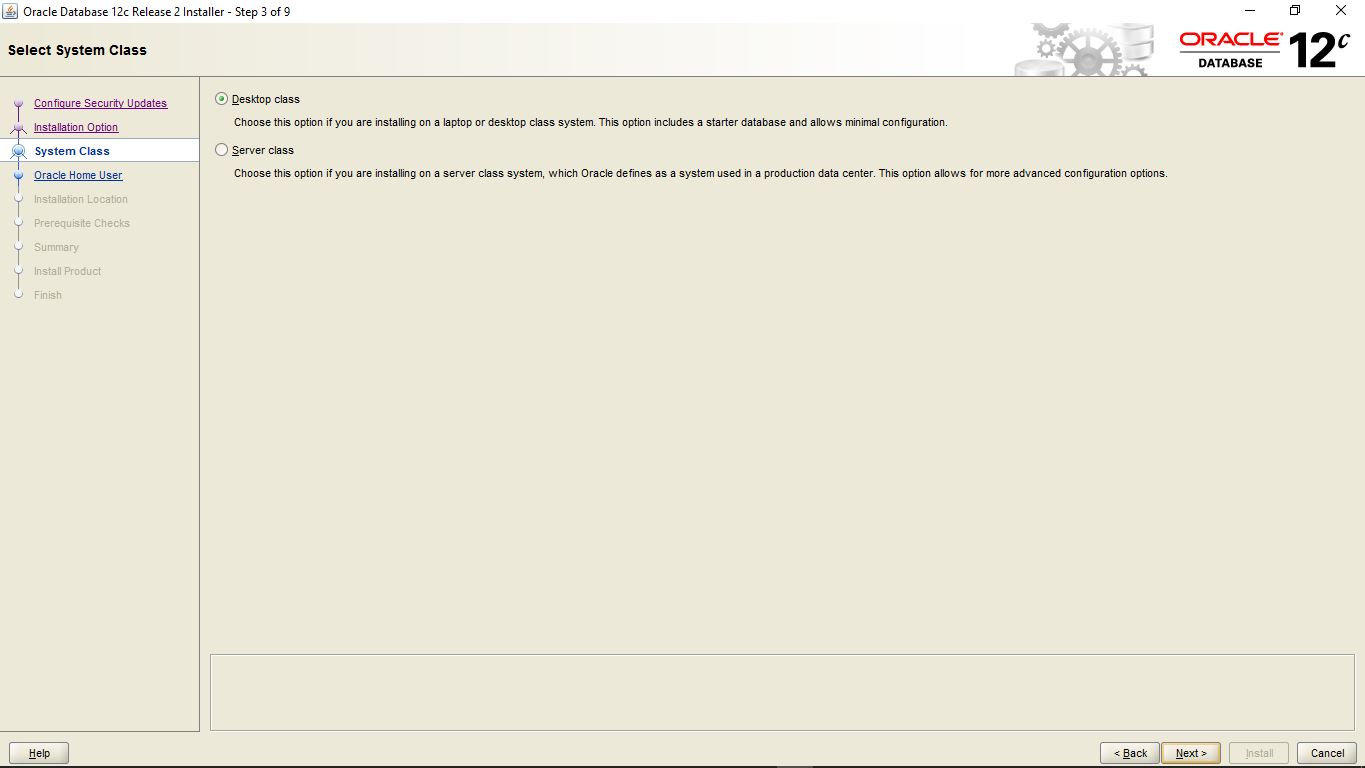 Oracle Database 12c Release 2 Installer - Step 3 of 9
Select System Class
ORACLE
DATABASE
12c
Configure Security Updates
Installation Option
System Class
Oracle Home User
Installation Location
Prerequisite Checks
Summary
Install Product
Finish
Desktop class
Choose this option if you are installing on a laptop or desktop class system. This option includes a starter database and allows minimal configuration.
Server class
Choose this option if you are installing on a server class system, which Oracle defines as a system used in a production data center. This option allows for more advanced configuration options.
Help
< Back
Next >
Install
Cancel